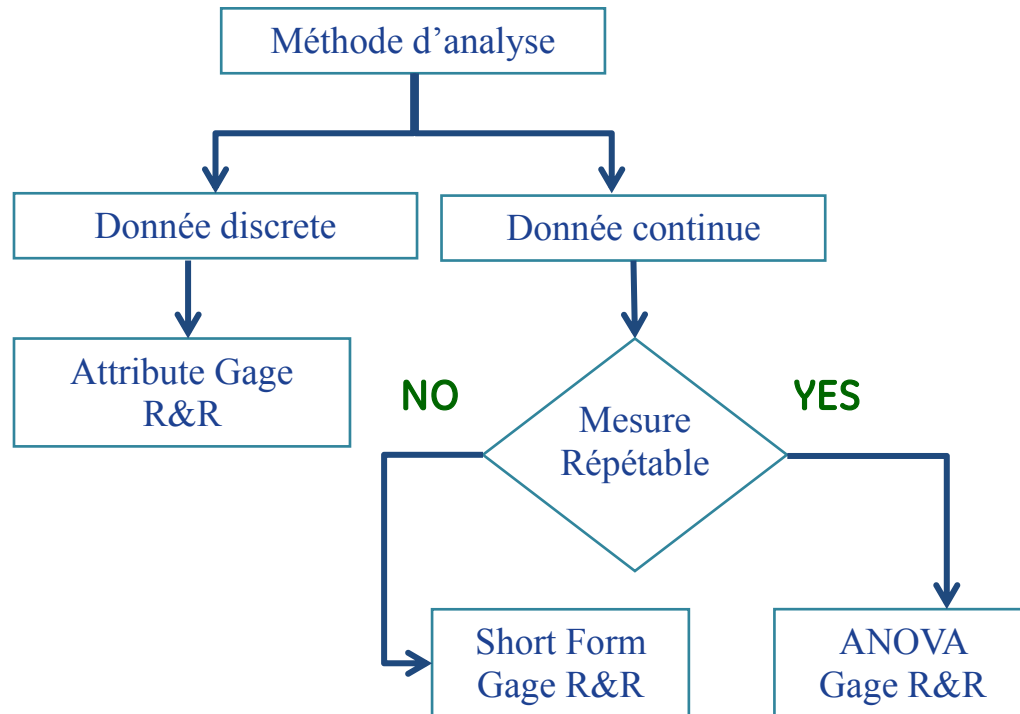 Méthode d’analyse
Donnée discrete
Donnée continue
Attribute Gage
R&R
NO
YES
Mesure
Répétable
Short Form
Gage R&R
ANOVA
Gage R&R